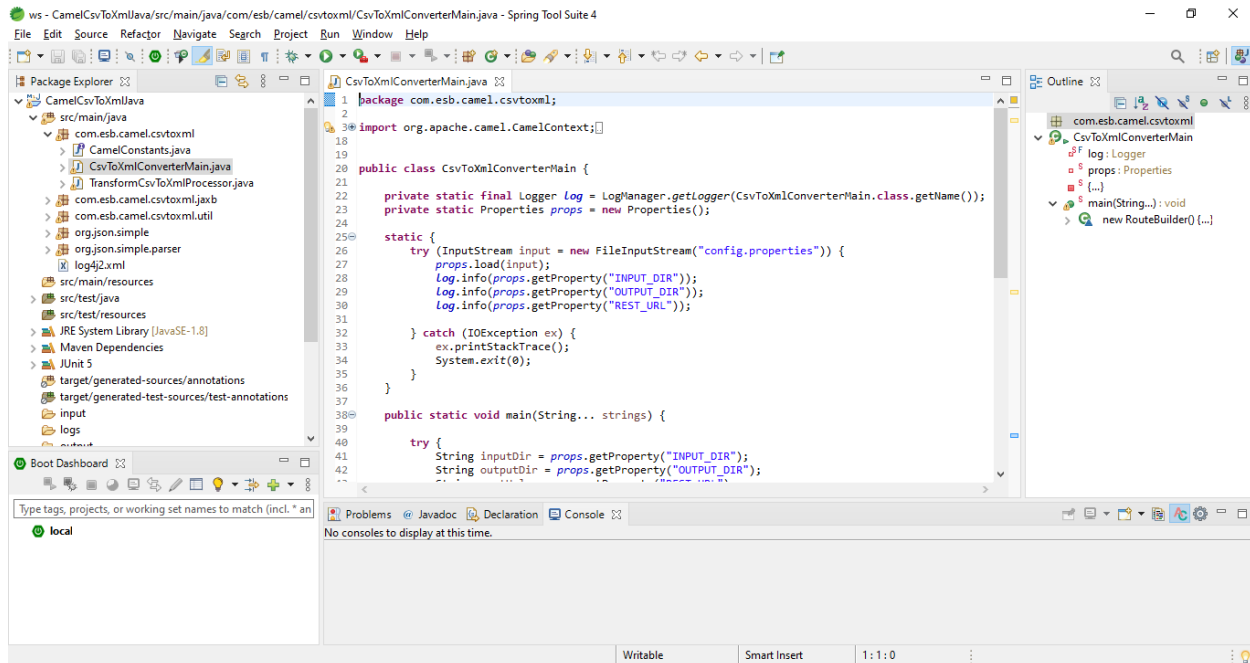 ws - CamelCsvToXmlJava/src/main/java/com/esb/camel/csvtoxml/CsvToXmlConverterMain.java - Spring Tool Suite 4
File Edit Source Refactor Navigate Search Project Run Window Help
Package Explorer
CamelCsvToXmlJava
src/main/java
com.esb.camel.csvtoxml
CamelConstants.java
CsvToXmlConverterMain.java
TransformCsvToXmlProcessor.java
com.esb.camel.csvtoxml.jaxb
com.esb.camel.csvtoxml.util
org.json.simple
org.json.simple.parser
log4j2.xml
src/main/resources
src/test/java
src/test/resources
JRE System Library [JavaSE-1.8]
Maven Dependencies
JUnit 5
target/generated-sources/annotations
target/generated-test-sources/test-annotations
input
logs
Boot Dashboard
Type tags, projects, or working set names to match (incl. * an
local
CsvToXmlConverterMain.java
1 package com.esb.camel.csvtoxml;
2
3 import org.apache.camel.CamelContext;
18
19
20 public class CsvToXmlConverterMain {
21
22 private static final Logger log = LogManager.getLogger(CsvToXmlConverterMain.class.getName());
23 private static Properties props = new Properties();
24
25 static {
26 try (InputStream input = new FileInputStream("config.properties")) {
27 props.load(input);
28 log.info(props.getProperty("INPUT_DIR"));
29 log.info(props.getProperty("OUTPUT_DIR"));
30 log.info(props.getProperty("REST_URL"));
31
32 } catch (IOException ex) {
33 ex.printStackTrace();
34 System.exit(0);
35 }
36 }
37
38 public static void main(String... strings) {
39
40 try {
41 String inputDir = props.getProperty("INPUT_DIR");
42 String outputDir = props.getProperty("OUTPUT_DIR");
Outline
com.esb.camel.csvtoxml
CsvToXmlConverterMain
log : Logger
props : Properties
{...}
main(String...) : void
new RouteBuilder() {...}
Problems @ Javadoc Declaration Console
No consoles to display at this time.
Writable Smart Insert 1 : 1 : 0